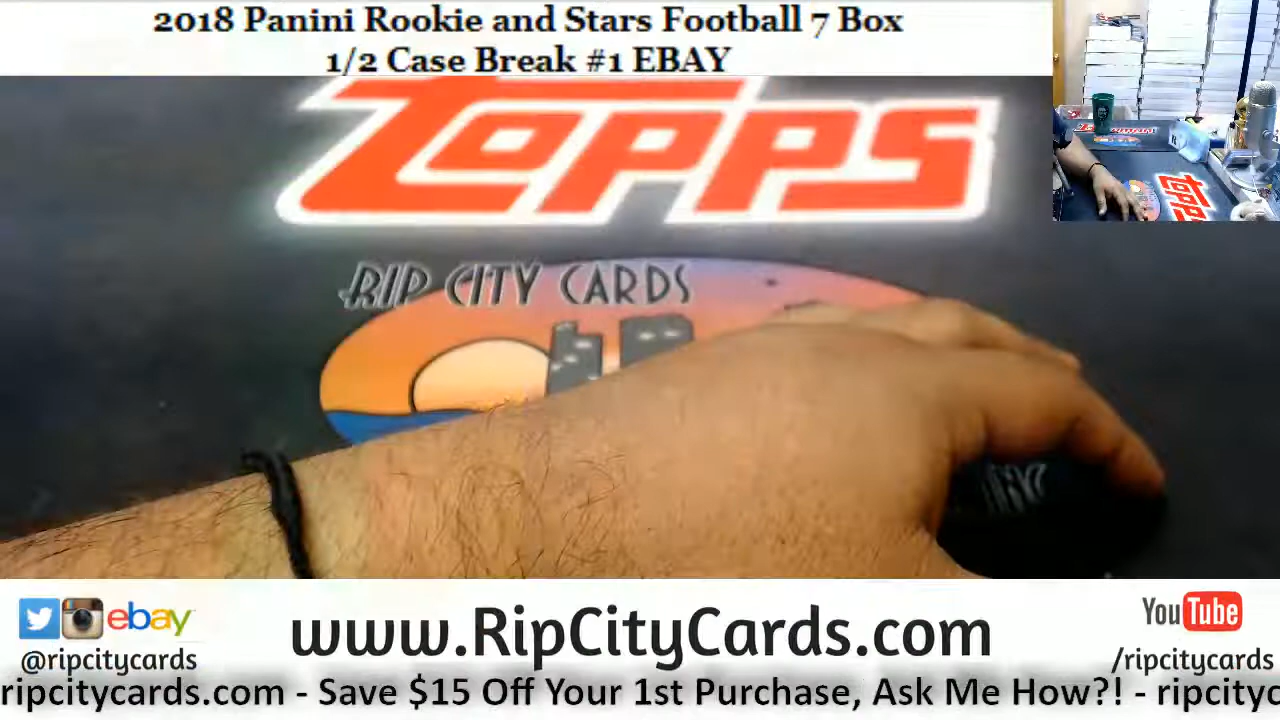 2018 Panini Rookie and Stars Football 7 Box
1/2 Case Break #1 EBAY
TOPPS
RIP CITY CARDS
TOPPS
www.RipCityCards.com
ebay
@ripcitycards
YouTube
/ripcitycards
ripcitycards.com - Save $15 Off Your 1st Purchase, Ask Me How?! - ripcityc